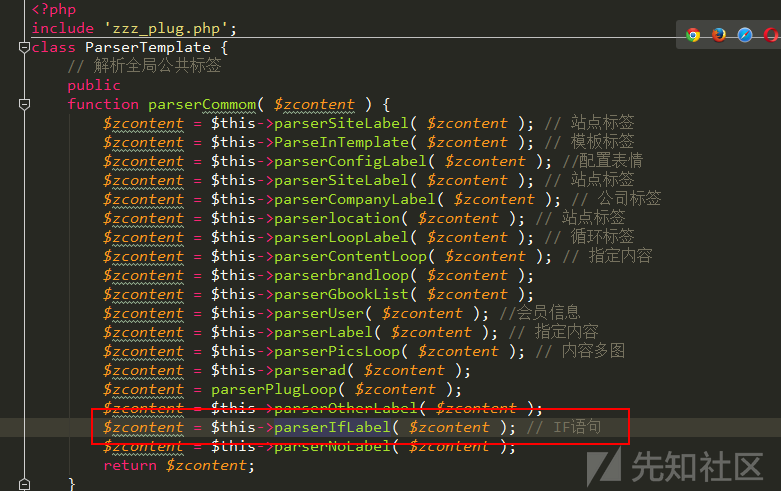 <?php
include 'zzz_plug.php';
class ParserTemplate {
// 解析全局公共标签
public
function parserCommom( $zcontent ) {
$zcontent = $this->parserSiteLabel( $zcontent ); // 站点标签
$zcontent = $this->ParseInTemplate( $zcontent ); // 模板标签
$zcontent = $this->parserConfigLabel( $zcontent ); //配置表情
$zcontent = $this->parserSiteLabel( $zcontent ); // 站点标签
$zcontent = $this->parserCompanyLabel( $zcontent ); // 公司标签
$zcontent = $this->parserlocation( $zcontent ); // 站点标签
$zcontent = $this->parserLoopLabel( $zcontent ); // 循环标签
$zcontent = $this->parserContentLoop( $zcontent ); // 指定内容
$zcontent = $this->parserbrandloop( $zcontent );
$zcontent = $this->parserGbookList( $zcontent );
$zcontent = $this->parserUser( $zcontent ); //会员信息
$zcontent = $this->parserLabel( $zcontent ); // 指定内容
$zcontent = $this->parserPicsLoop( $zcontent ); // 内容多图
$zcontent = $this->parserad( $zcontent );
$zcontent = parserPlugLoop( $zcontent );
$zcontent = $this->parserOtherLabel( $zcontent );
$zcontent = $this->parserIfLabel( $zcontent ); // IF语句
$zcontent = $this->parserNoLabel( $zcontent );
return $zcontent;
}
先知社区